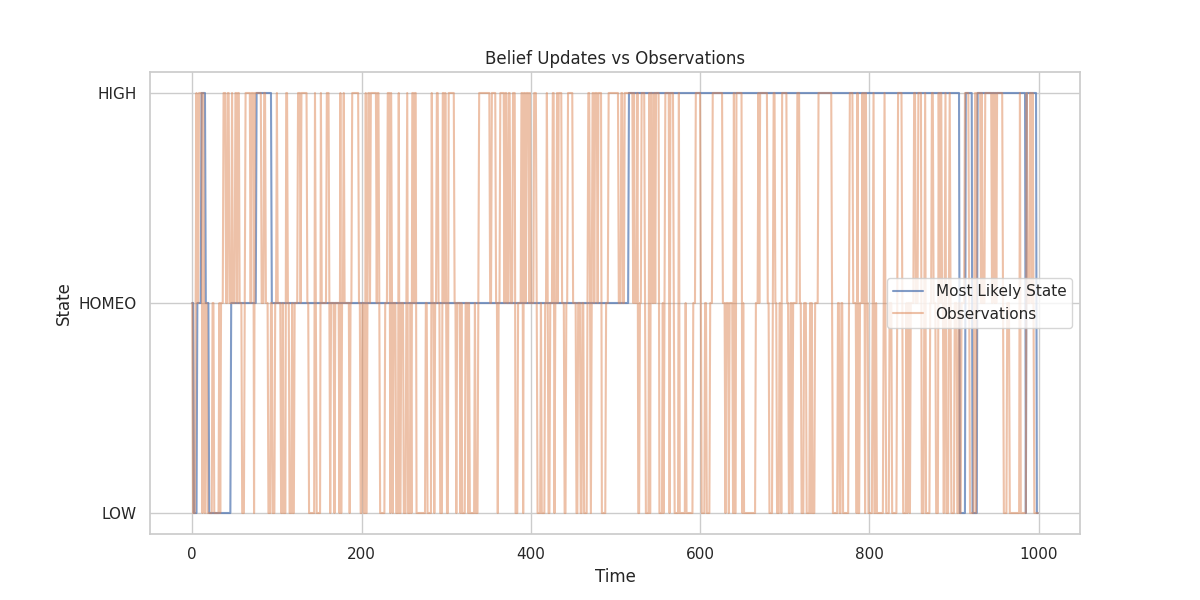 Belief Updates vs Observations
HIGH
HOMEO
LOW
State
Most Likely State
Observations
0
200
400
600
800
1000
Time